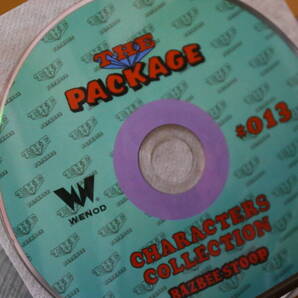 THE
PACKAGE
#013
WENOD
CHARACTERS
COLLECTION
RAZBEE STOOP